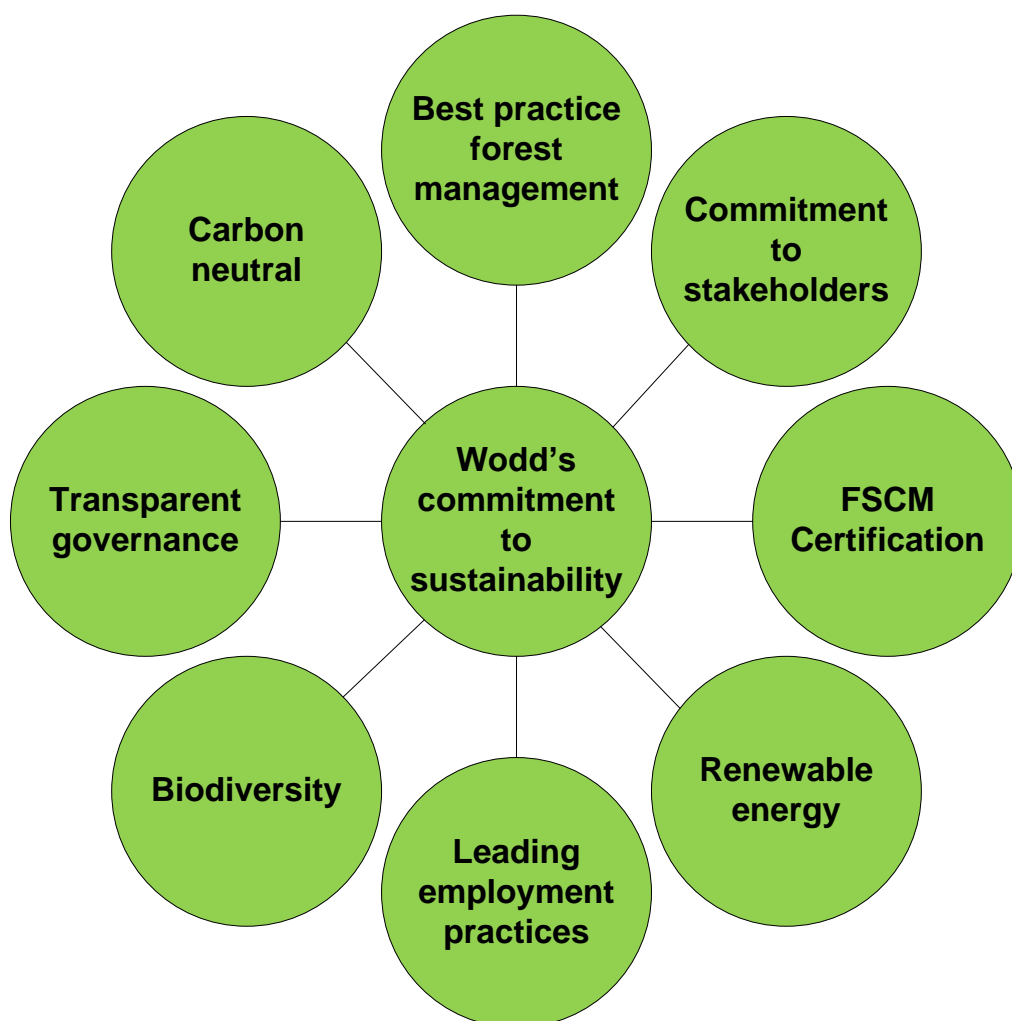 Best practice
forest
management
Commitment
to
stakeholders
FSCM
Certification
Renewable
energy
Leading
employment
practices
Biodiversity
Transparent
governance
Carbon
neutral
Wodd’s
commitment
to
sustainability